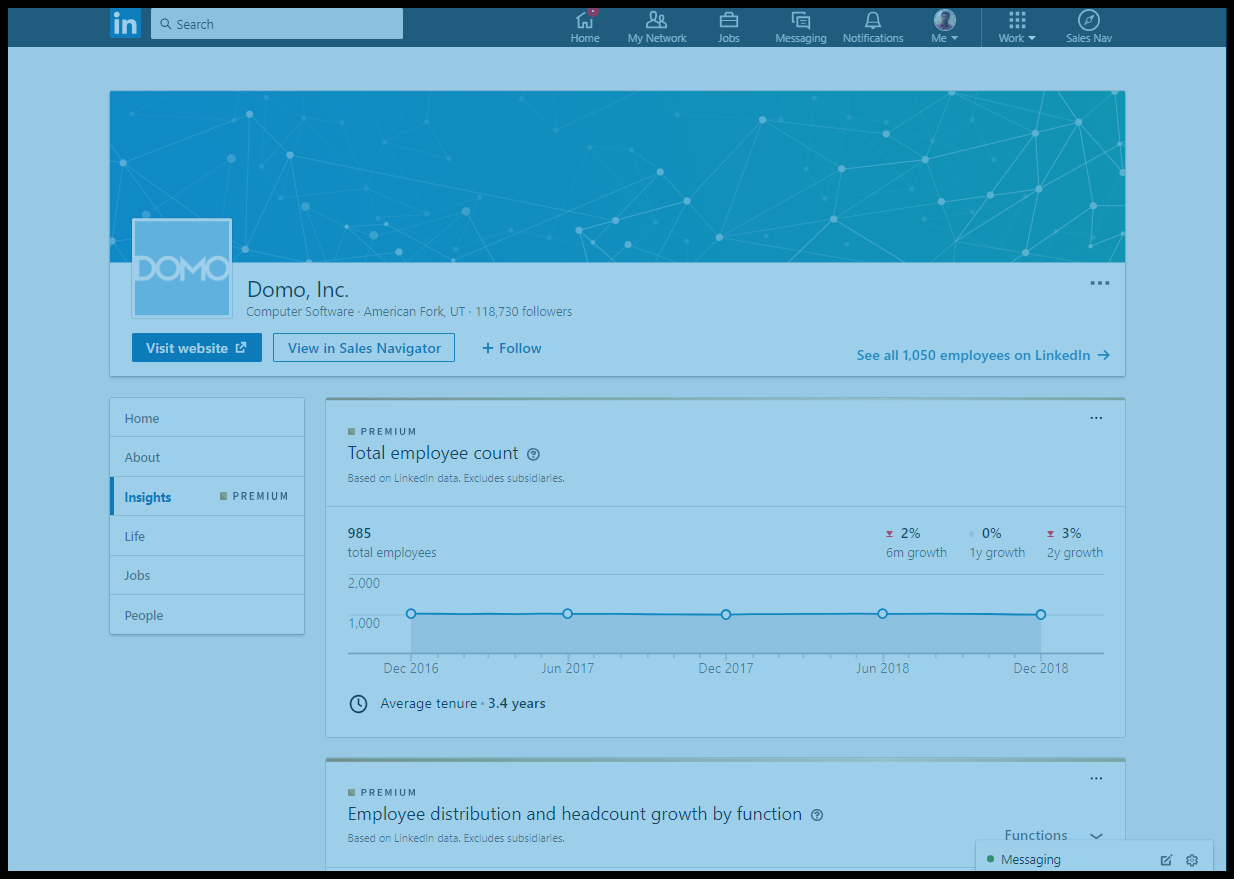 in Search
Home My Network Jobs Messaging Notifications Me Work Sales Nav
DOMO
Domo, Inc.
Computer Software · American Fork, UT · 118,730 followers
Visit website View in Sales Navigator + Follow
See all 1,050 employees on LinkedIn →
Home
About
Insights PREMIUM
Life
Jobs
People
PREMIUM
Total employee count ?
Based on LinkedIn data. Excludes subsidiaries.
985 2% 0% 3%
total employees 6m growth 1y growth 2y growth
2,000
1,000
Dec 2016 Jun 2017 Dec 2017 Jun 2018 Dec 2018
Average tenure · 3.4 years
PREMIUM
Employee distribution and headcount growth by function ?
Based on LinkedIn data. Excludes subsidiaries.
Functions
Messaging